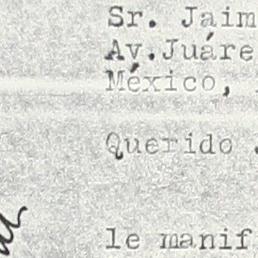 Sr. Jaim
Av.Juáre
México,
Querido
le manif